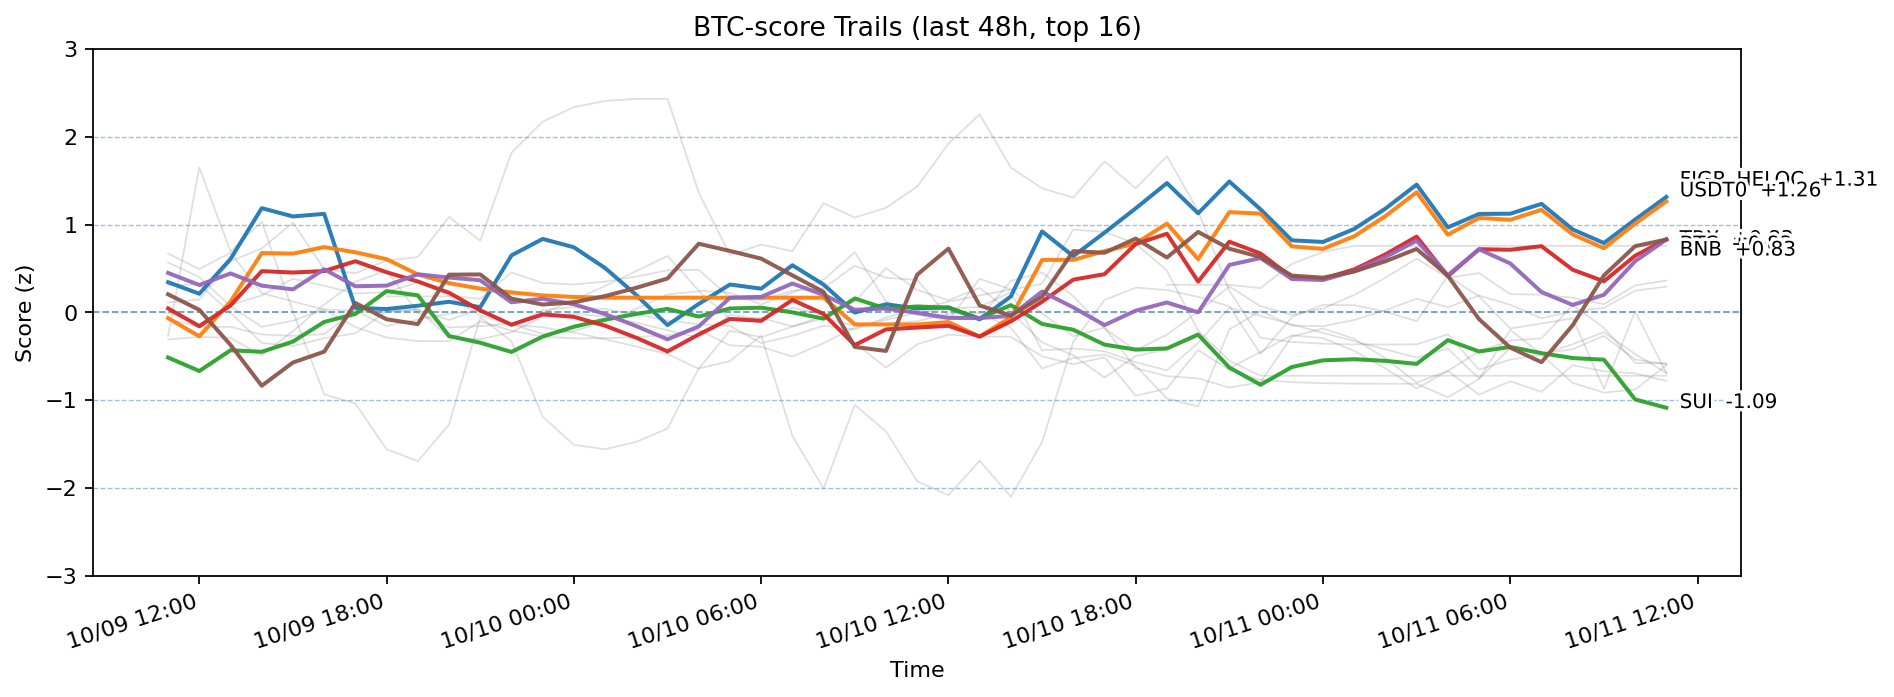 BTC-score Trails (last 48h, top 16)
3
2
1
0
−1
−2
−3
Score (z)
FIGR_HELOC +1.31
USDT0 +1.26
BNB +0.83
SUI -1.09
10/09 12:00
10/09 18:00
10/10 00:00
10/10 06:00
10/10 12:00
10/10 18:00
10/11 00:00
10/11 06:00
10/11 12:00
Time